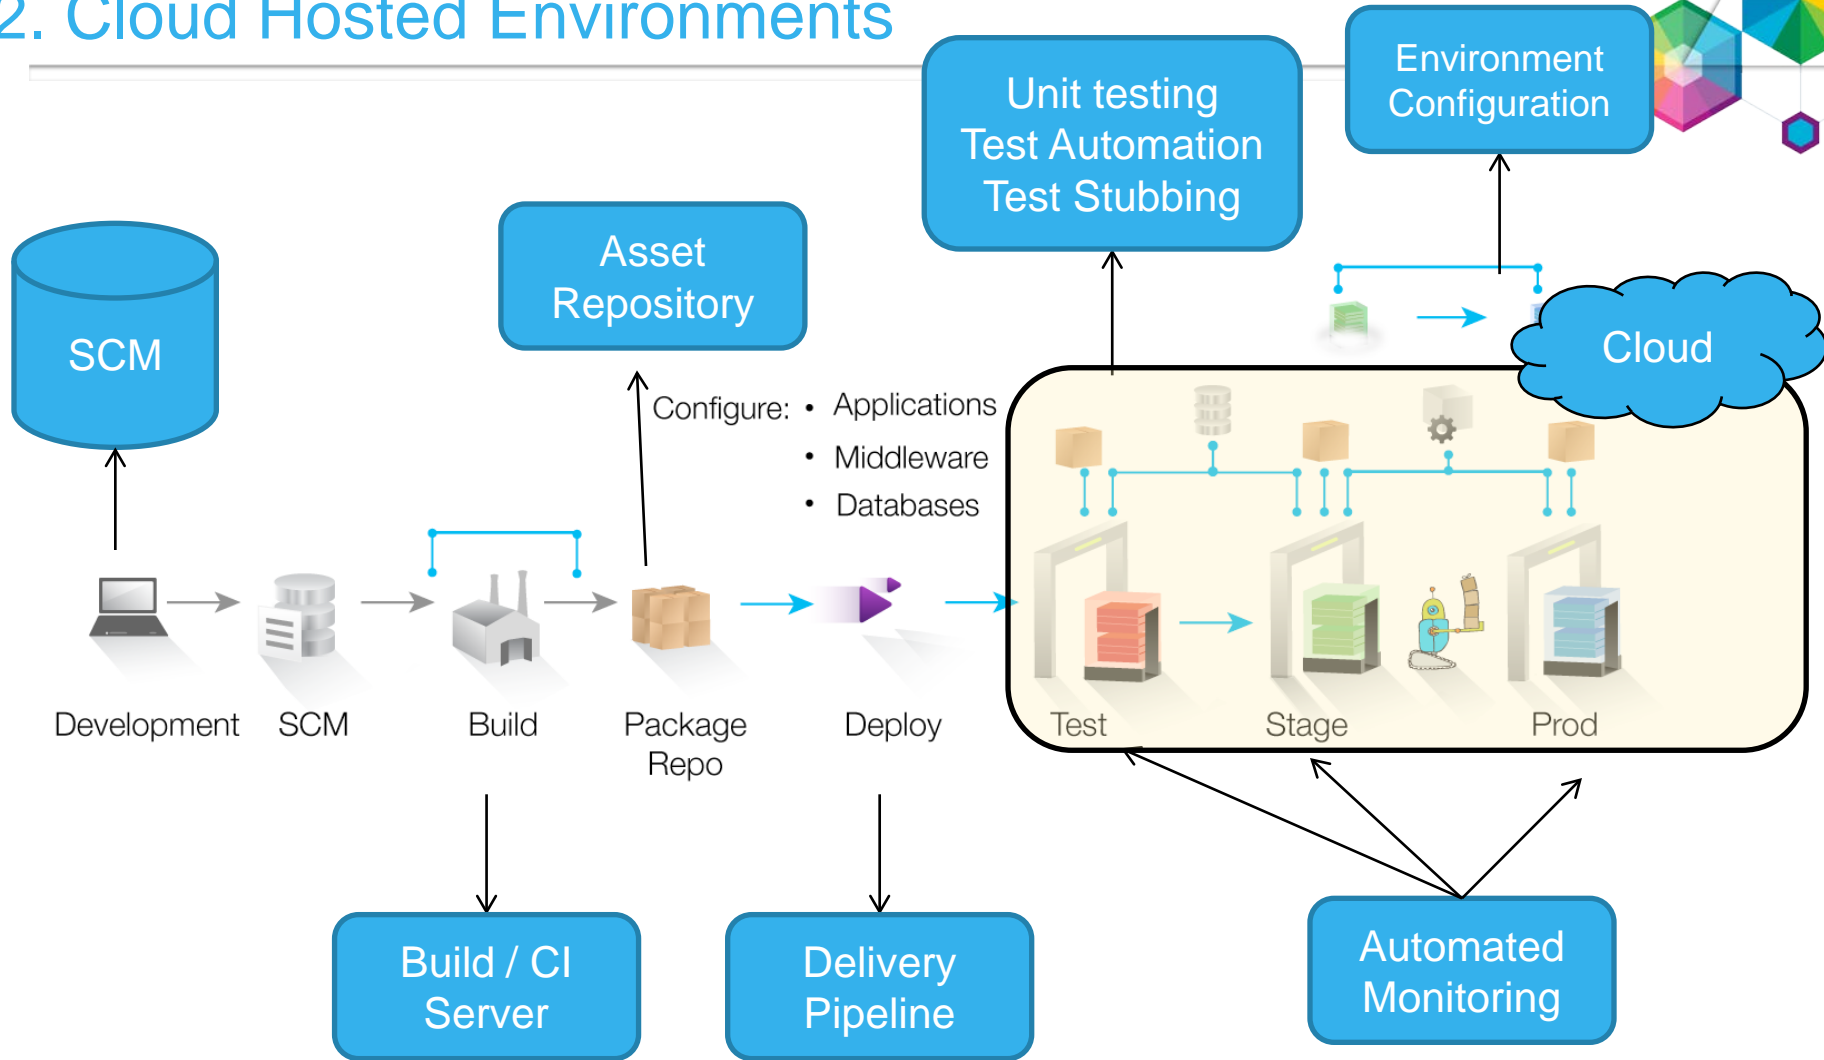 2. Cloud Hosted Environments
Environment
Configuration
Unit testing
Test Automation
Test Stubbing
Asset
Repository
SCM
Cloud
Configure: • Applications
• Middleware
• Databases
Development
SCM
Build
Package
Repo
Deploy
Test
Stage
Prod
Build / CI
Server
Delivery
Pipeline
Automated
Monitoring